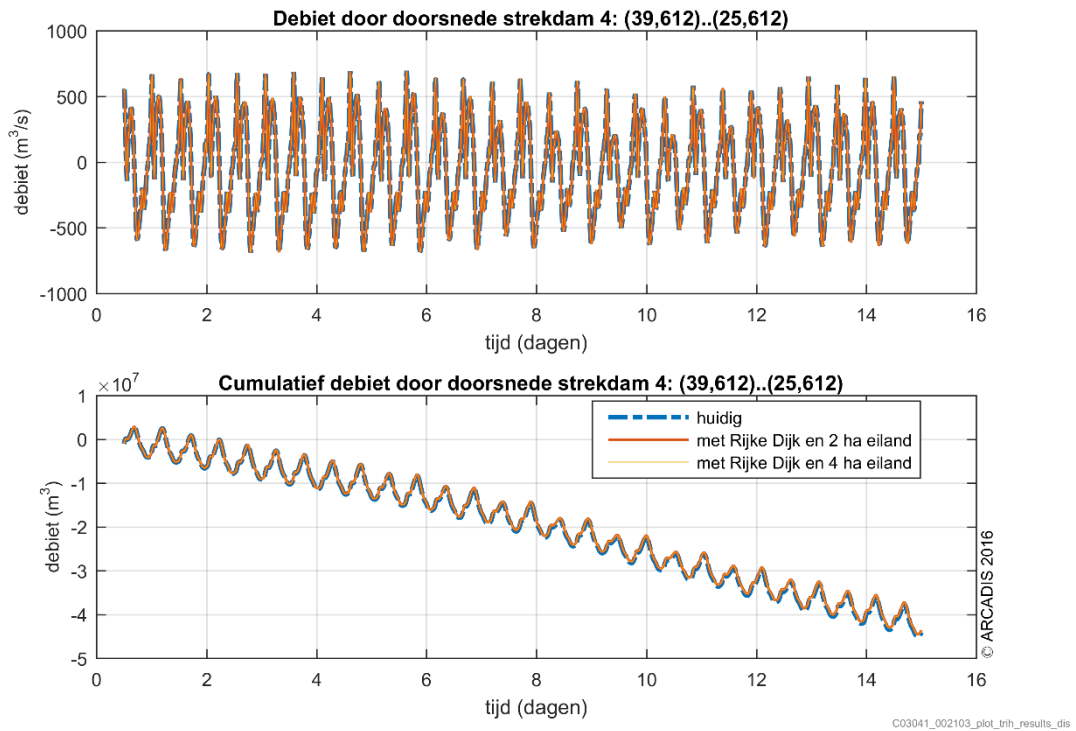 Debiet door doorsnede strekdam 4: (39,612)..(25,612)
1000
500
0
-500
-1000
debiet (m³/s)
0 2 4 6 8 10 12 14 16
tijd (dagen)
×10⁷
Cumulatief debiet door doorsnede strekdam 4: (39,612)..(25,612)
1
0
-1
-2
-3
-4
-5
debiet (m³)
huidig
met Rijke Dijk en 2 ha eiland
met Rijke Dijk en 4 ha eiland
© ARCADIS 2016
0 2 4 6 8 10 12 14 16
tijd (dagen)
C03041_002103_plot_trih_results_dis